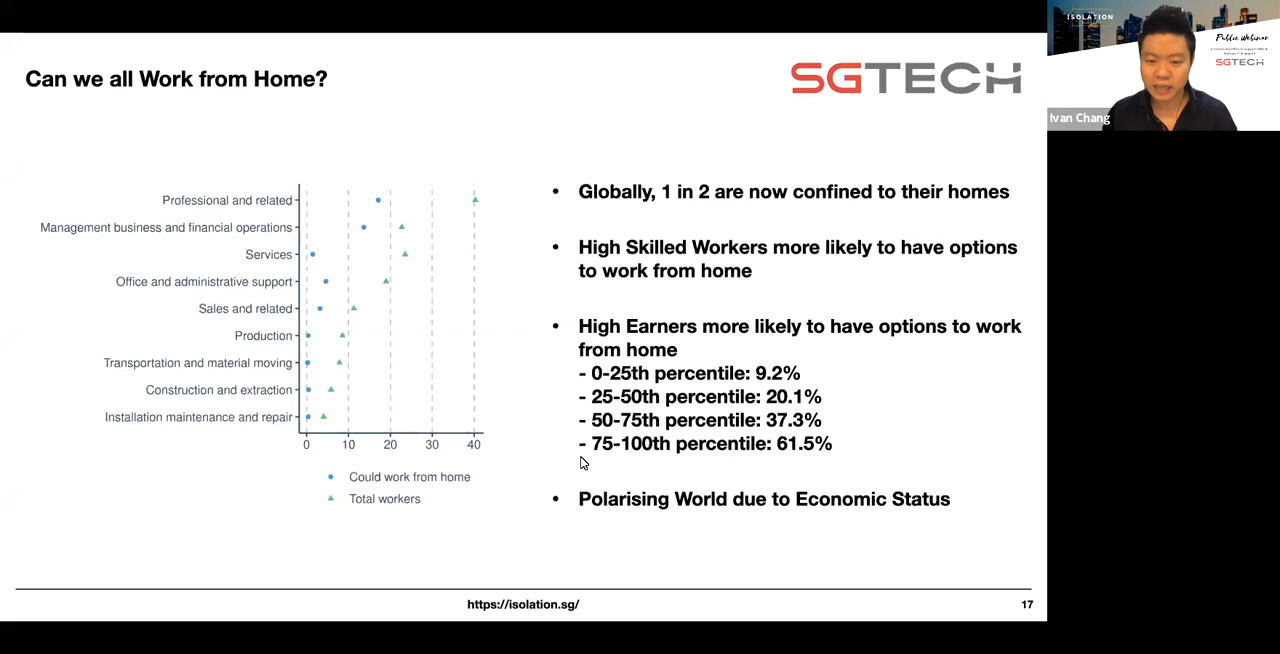 Can we all Work from Home?
SGTECH
ISOLATION
Public Webinar
SGTECH
Ivan Chang
Professional and related
Management business and financial operations
Services
Office and administrative support
Sales and related
Production
Transportation and material moving
Construction and extraction
Installation maintenance and repair
0 10 20 30 40
Could work from home
Total workers
• Globally, 1 in 2 are now confined to their homes
• High Skilled Workers more likely to have options
to work from home
• High Earners more likely to have options to work
from home
- 0-25th percentile: 9.2%
- 25-50th percentile: 20.1%
- 50-75th percentile: 37.3%
- 75-100th percentile: 61.5%
• Polarising World due to Economic Status
https://isolation.sg/
17